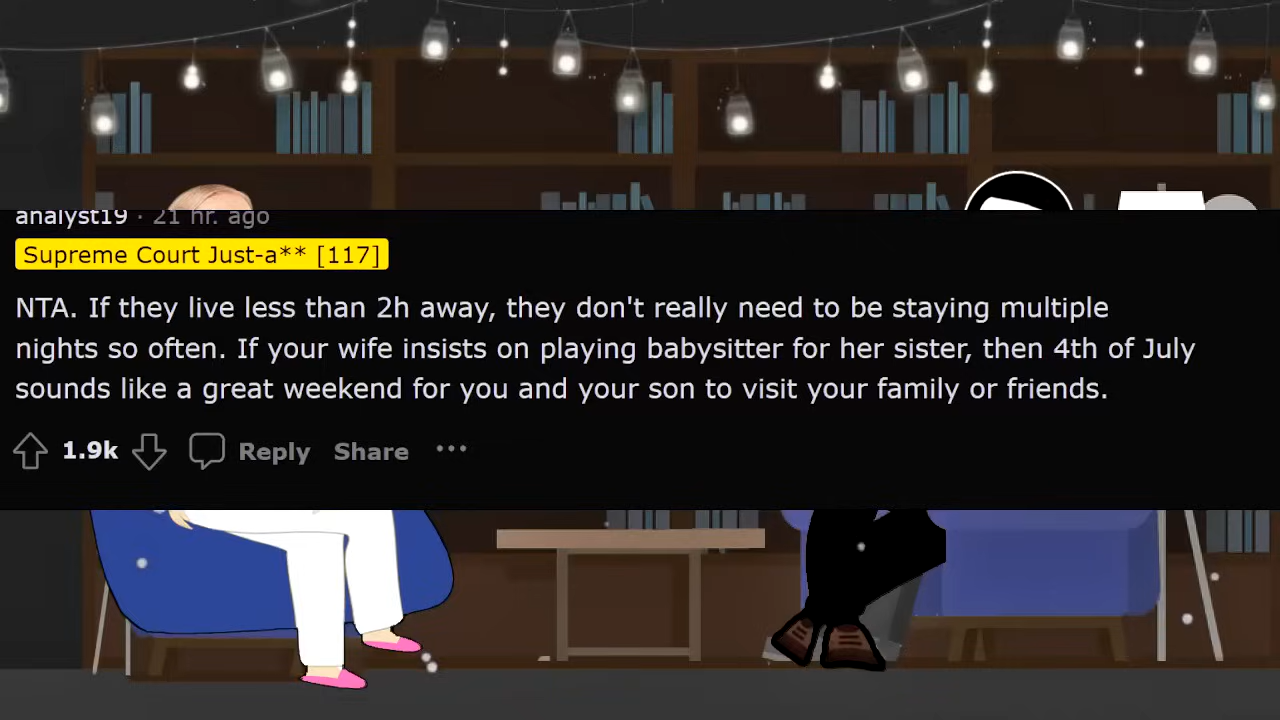 analyst19 · 21 hr. ago
Supreme Court Just-a** [117]
NTA. If they live less than 2h away, they don't really need to be staying multiple
nights so often. If your wife insists on playing babysitter for her sister, then 4th of July
sounds like a great weekend for you and your son to visit your family or friends.
1.9k Reply Share ···